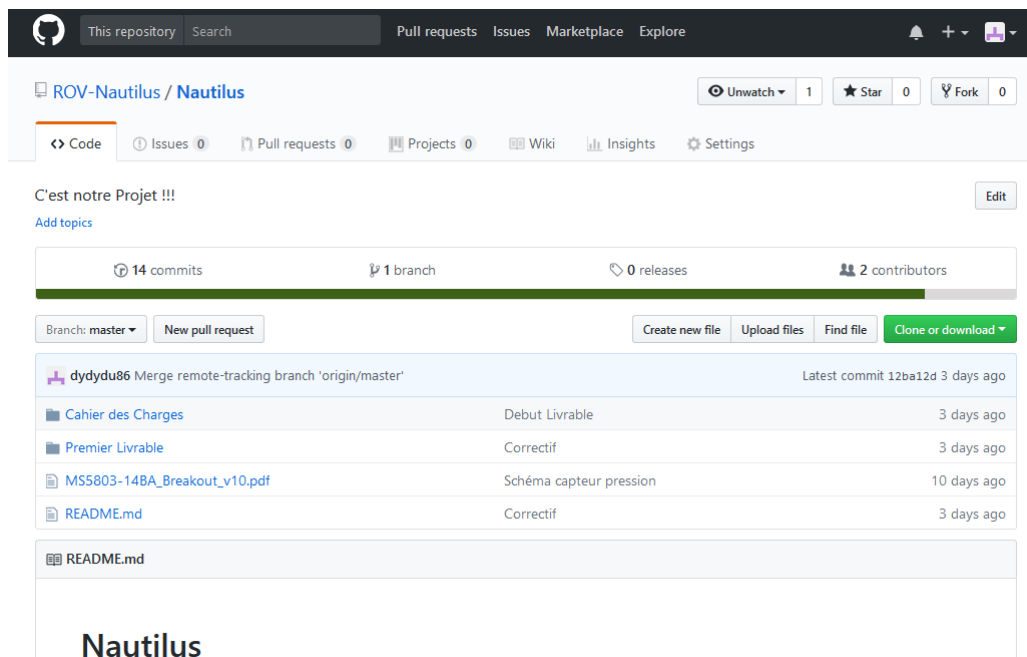 This repository Search Pull requests Issues Marketplace Explore
ROV-Nautilus / Nautilus Unwatch 1 Star 0 Fork 0
Code Issues 0 Pull requests 0 Projects 0 Wiki Insights Settings
C'est notre Projet !!! Edit
Add topics
14 commits 1 branch 0 releases 2 contributors
Branch: master New pull request Create new file Upload files Find file Clone or download
dydydu86 Merge remote-tracking branch 'origin/master' Latest commit 12ba12d 3 days ago
Cahier des Charges Debut Livrable 3 days ago
Premier Livrable Correctif 3 days ago
MS5803-14BA_Breakout_v10.pdf Schéma capteur pression 10 days ago
README.md Correctif 3 days ago
README.md
Nautilus